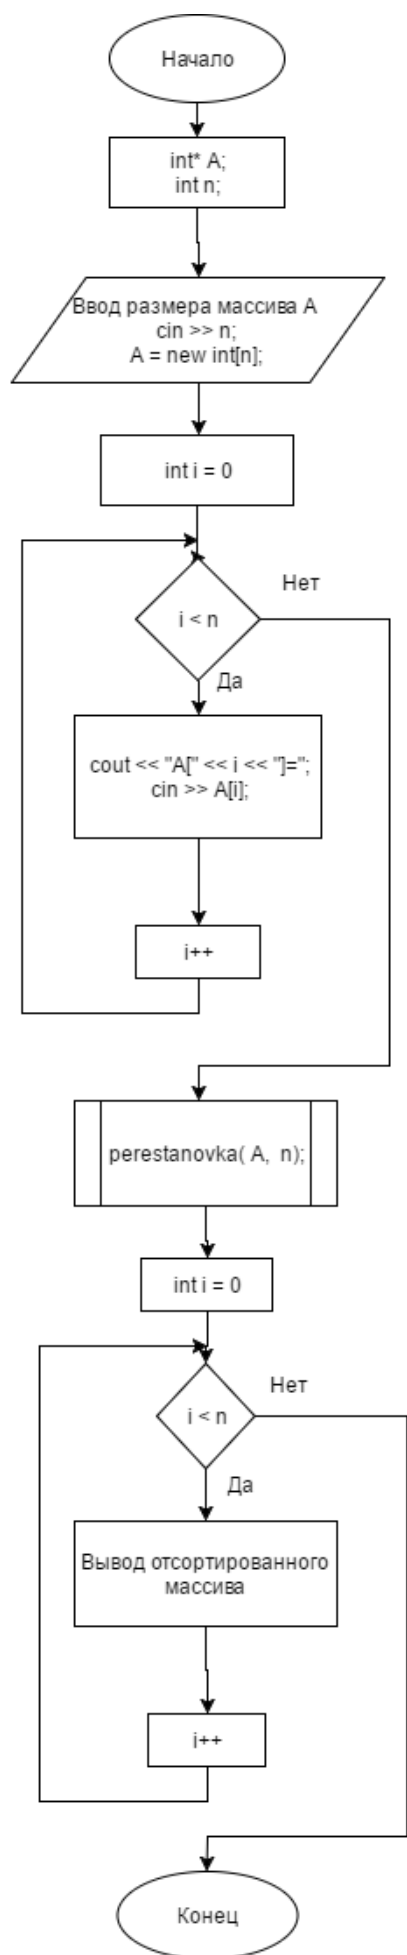 Начало
int* A;
int n;
Ввод размера массива А
cin >> n;
A = new int[n];
int i = 0
Нет
i < n
Да
cout << "A[" << i << "]=";
cin >> A[i];
i++
perestanovka( A, n);
int i = 0
Нет
i < n
Да
Вывод отсортированного
массива
i++
Конец